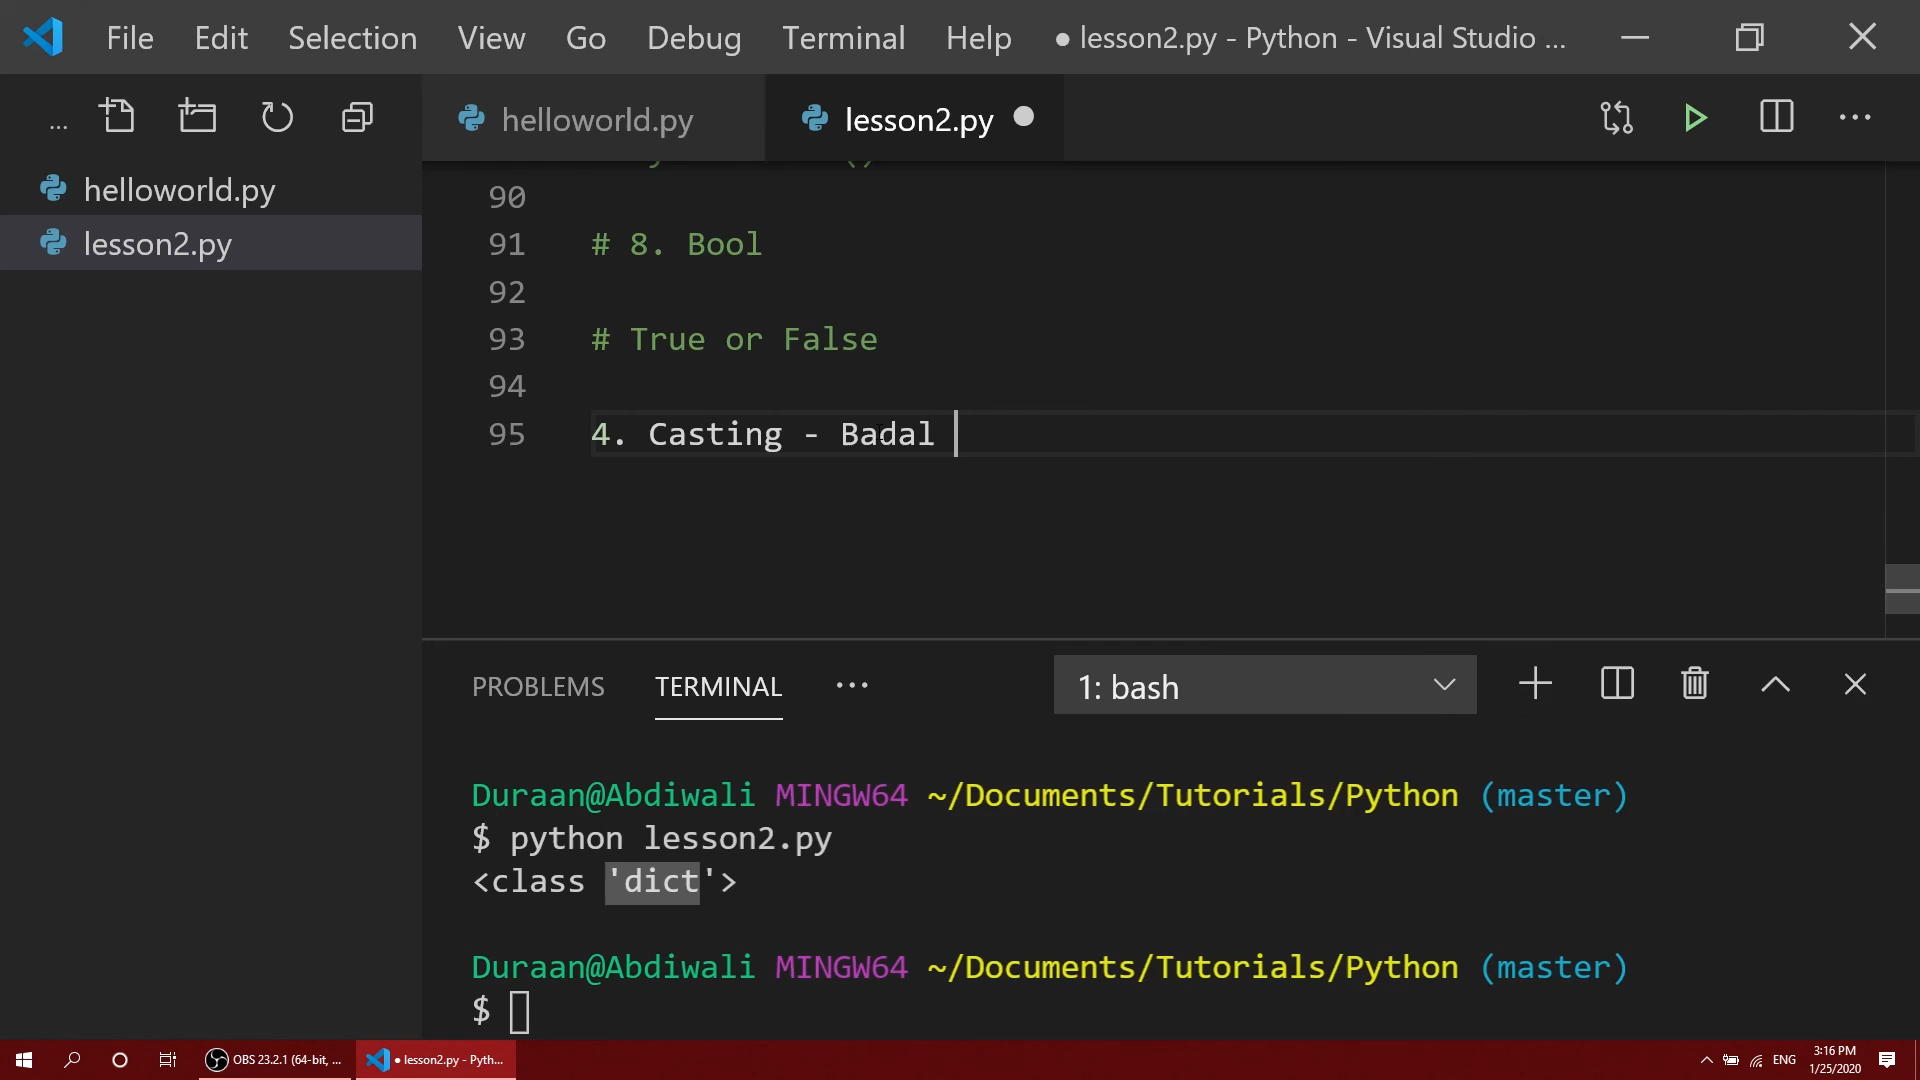 File Edit Selection View Go Debug Terminal Help ● lesson2.py - Python - Visual Studio ...
... helloworld.py lesson2.py ● ...
helloworld.py
lesson2.py
90
91 # 8. Bool
92
93 # True or False
94
95 4. Casting - Badal
PROBLEMS TERMINAL ... 1: bash
Duraan@Abdiwali MINGW64 ~/Documents/Tutorials/Python (master)
$ python lesson2.py
<class 'dict'>
Duraan@Abdiwali MINGW64 ~/Documents/Tutorials/Python (master)
$
OBS 23.2.1 (64-bit, ... ● lesson2.py - Pyth... ENG 3:16 PM
1/25/2020